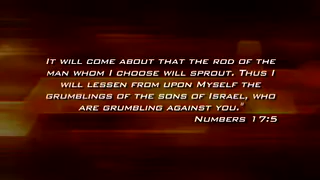 It will come about that the rod of the
man whom I choose will sprout. Thus I
will lessen from upon Myself the
grumblings of the sons of Israel, who
are grumbling against you."
Numbers 17:5